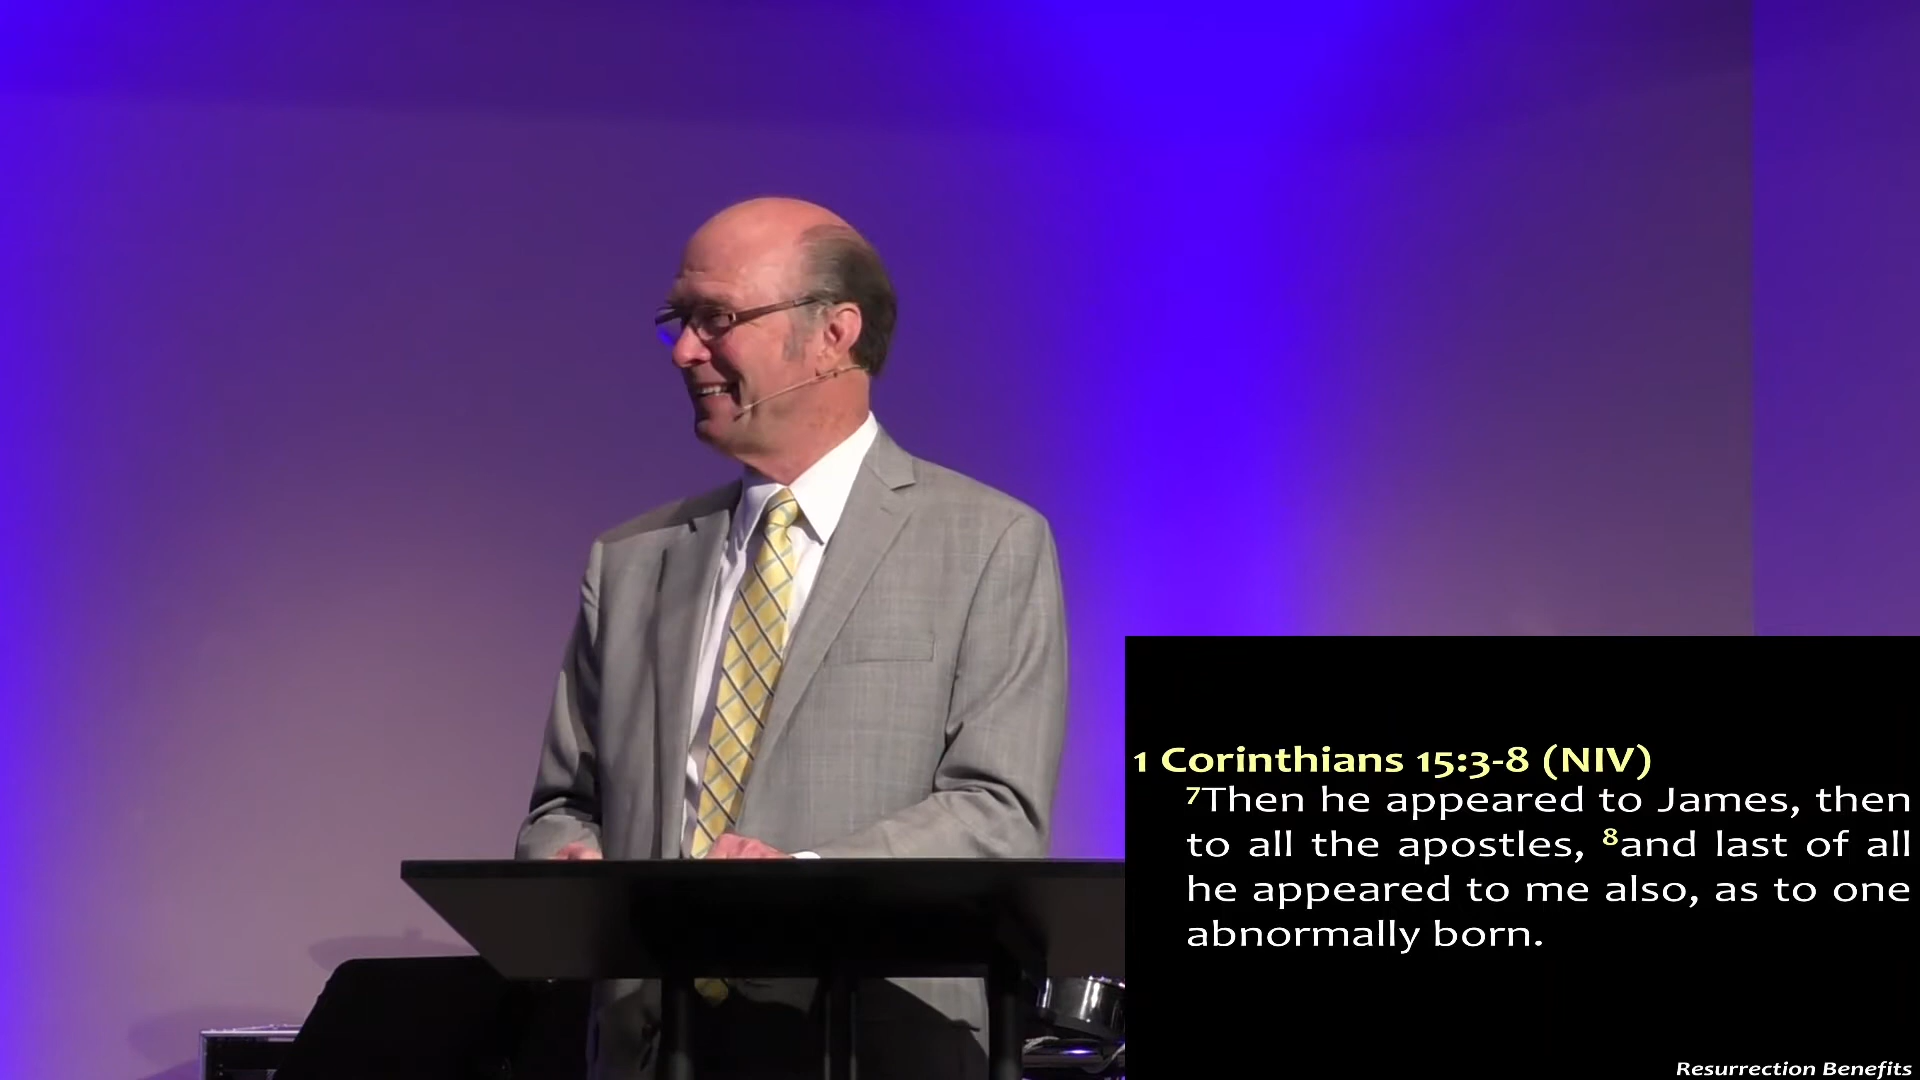 1 Corinthians 15:3-8 (NIV)
7Then he appeared to James, then
to all the apostles, 8and last of all
he appeared to me also, as to one
abnormally born.
Resurrection Benefits